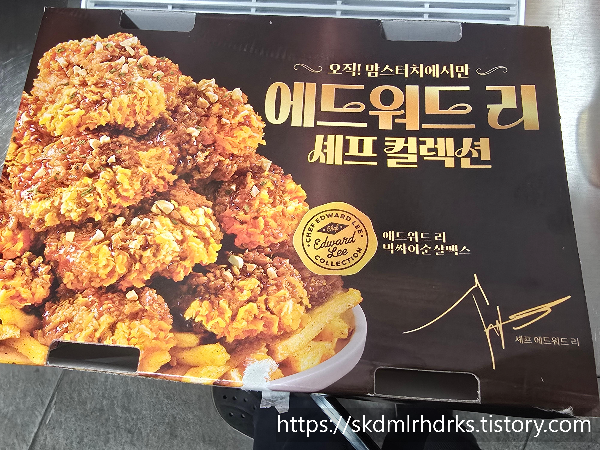 오직! 맘스터치에서만
에드워드 리
셰프 컬렉션
CHEF EDWARD LEE
Chef
Edward
Lee
COLLECTION
에드워드 리
빅싸이순살맥스
셰프 에드워드 리
https://skdmlrhdrks.tistory.com